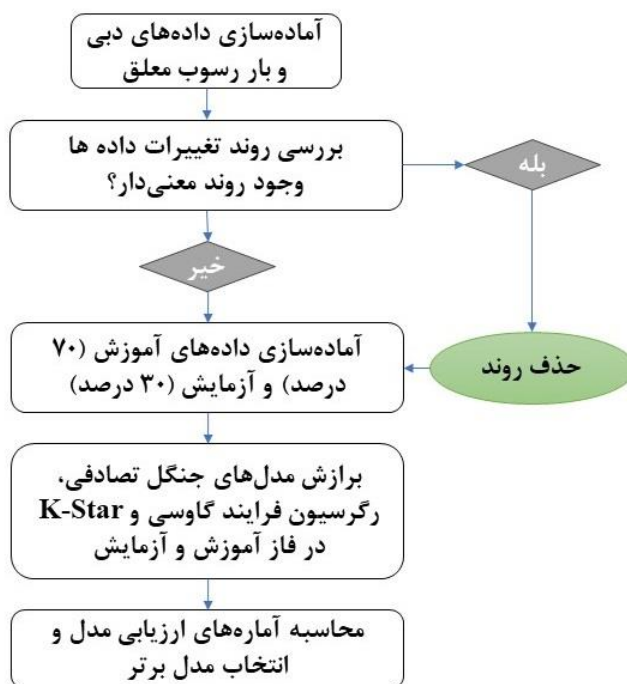 آماده‌سازی داده‌های دبی
و بار رسوب معلق
بررسی روند تغییرات داده ها
وجود روند معنی‌دار؟
بله
خیر
آماده‌سازی داده‌های آموزش (۷۰
درصد) و آزمایش (۳۰ درصد)
حذف روند
برازش مدل‌های جنگل تصادفی،
رگرسیون فرایند گاوسی و K-Star
در فاز آموزش و آزمایش
محاسبه آماره‌های ارزیابی مدل و
انتخاب مدل برتر